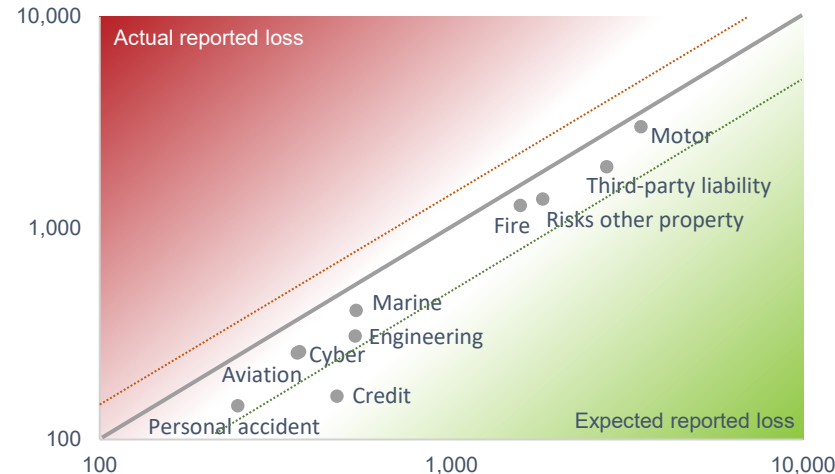 10,000
Actual reported loss
Motor
Third-party liability
1,000
Fire
Risks other property
Marine
Engineering
Cyber
Aviation
Credit
Personal accident
Expected reported loss
100
100
1,000
10,000